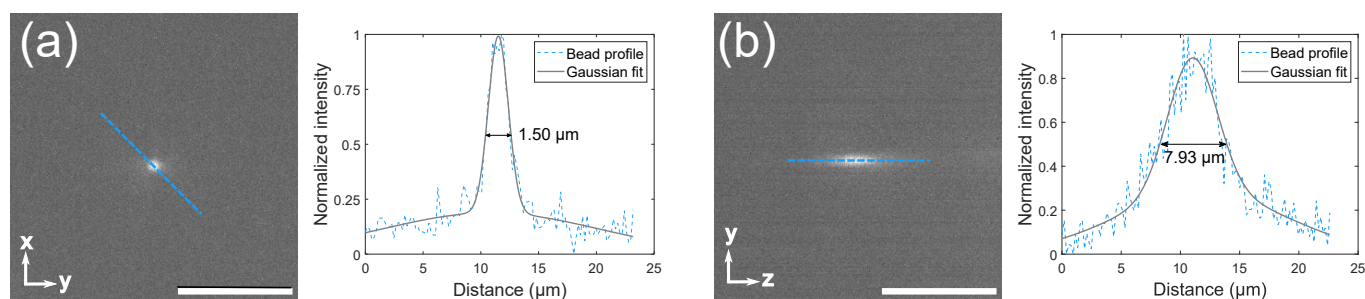 (a)
x
y
Normalized intensity
1
0.75
0.5
0.25
0
0
5
10
15
20
25
Distance (µm)
Bead profile
Gaussian fit
1.50 µm
(b)
y
z
Normalized intensity
1
0.8
0.6
0.4
0.2
0
0
5
10
15
20
25
Distance (µm)
Bead profile
Gaussian fit
7.93 µm